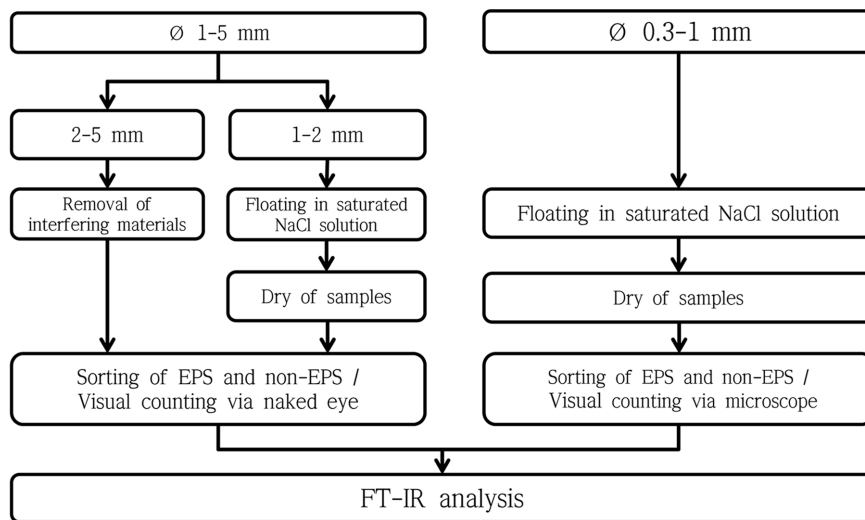 Ø 1-5 mm
Ø 0.3-1 mm
2-5 mm
1-2 mm
Removal of
interfering materials
Floating in saturated
NaCl solution
Floating in saturated NaCl solution
Dry of samples
Dry of samples
Sorting of EPS and non-EPS /
Visual counting via naked eye
Sorting of EPS and non-EPS /
Visual counting via microscope
FT-IR analysis